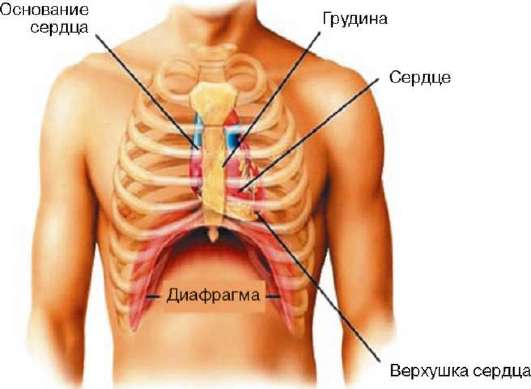 Основание
сердца
Грудина
Сердце
Диафрагма
Верхушка сердца